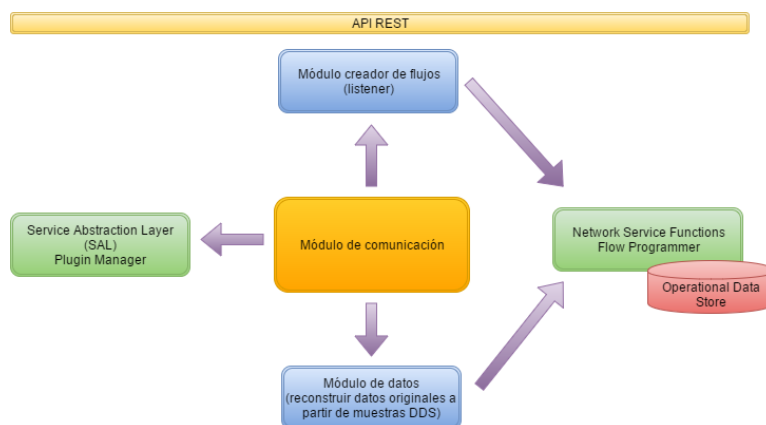 API REST
Módulo creador de flujos
(listener)
Service Abstraction Layer
(SAL)
Plugin Manager
Módulo de comunicación
Network Service Functions
Flow Programmer
Operational Data
Store
Módulo de datos
(reconstruir datos originales a
partir de muestras DDS)